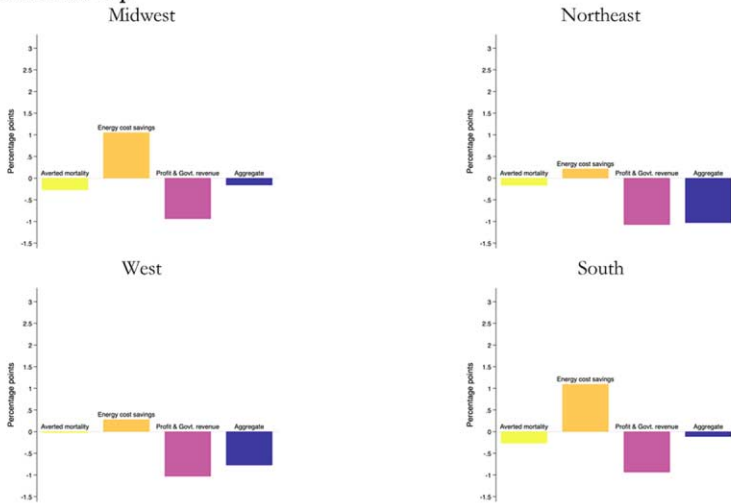 Midwest
Percentage points
3
2.5
2
1.5
1
.5
0
-.5
-1
-1.5
Energy cost savings
Averted mortality
Profit & Govt. revenue
Aggregate
Northeast
Percentage points
3
2.5
2
1.5
1
.5
0
-.5
-1
-1.5
Energy cost savings
Averted mortality
Profit & Govt. revenue
Aggregate
West
Percentage points
3
2.5
2
1.5
1
.5
0
-.5
-1
-1.5
Energy cost savings
Averted mortality
Profit & Govt. revenue
Aggregate
South
Percentage points
3
2.5
2
1.5
1
.5
0
-.5
-1
-1.5
Energy cost savings
Averted mortality
Profit & Govt. revenue
Aggregate